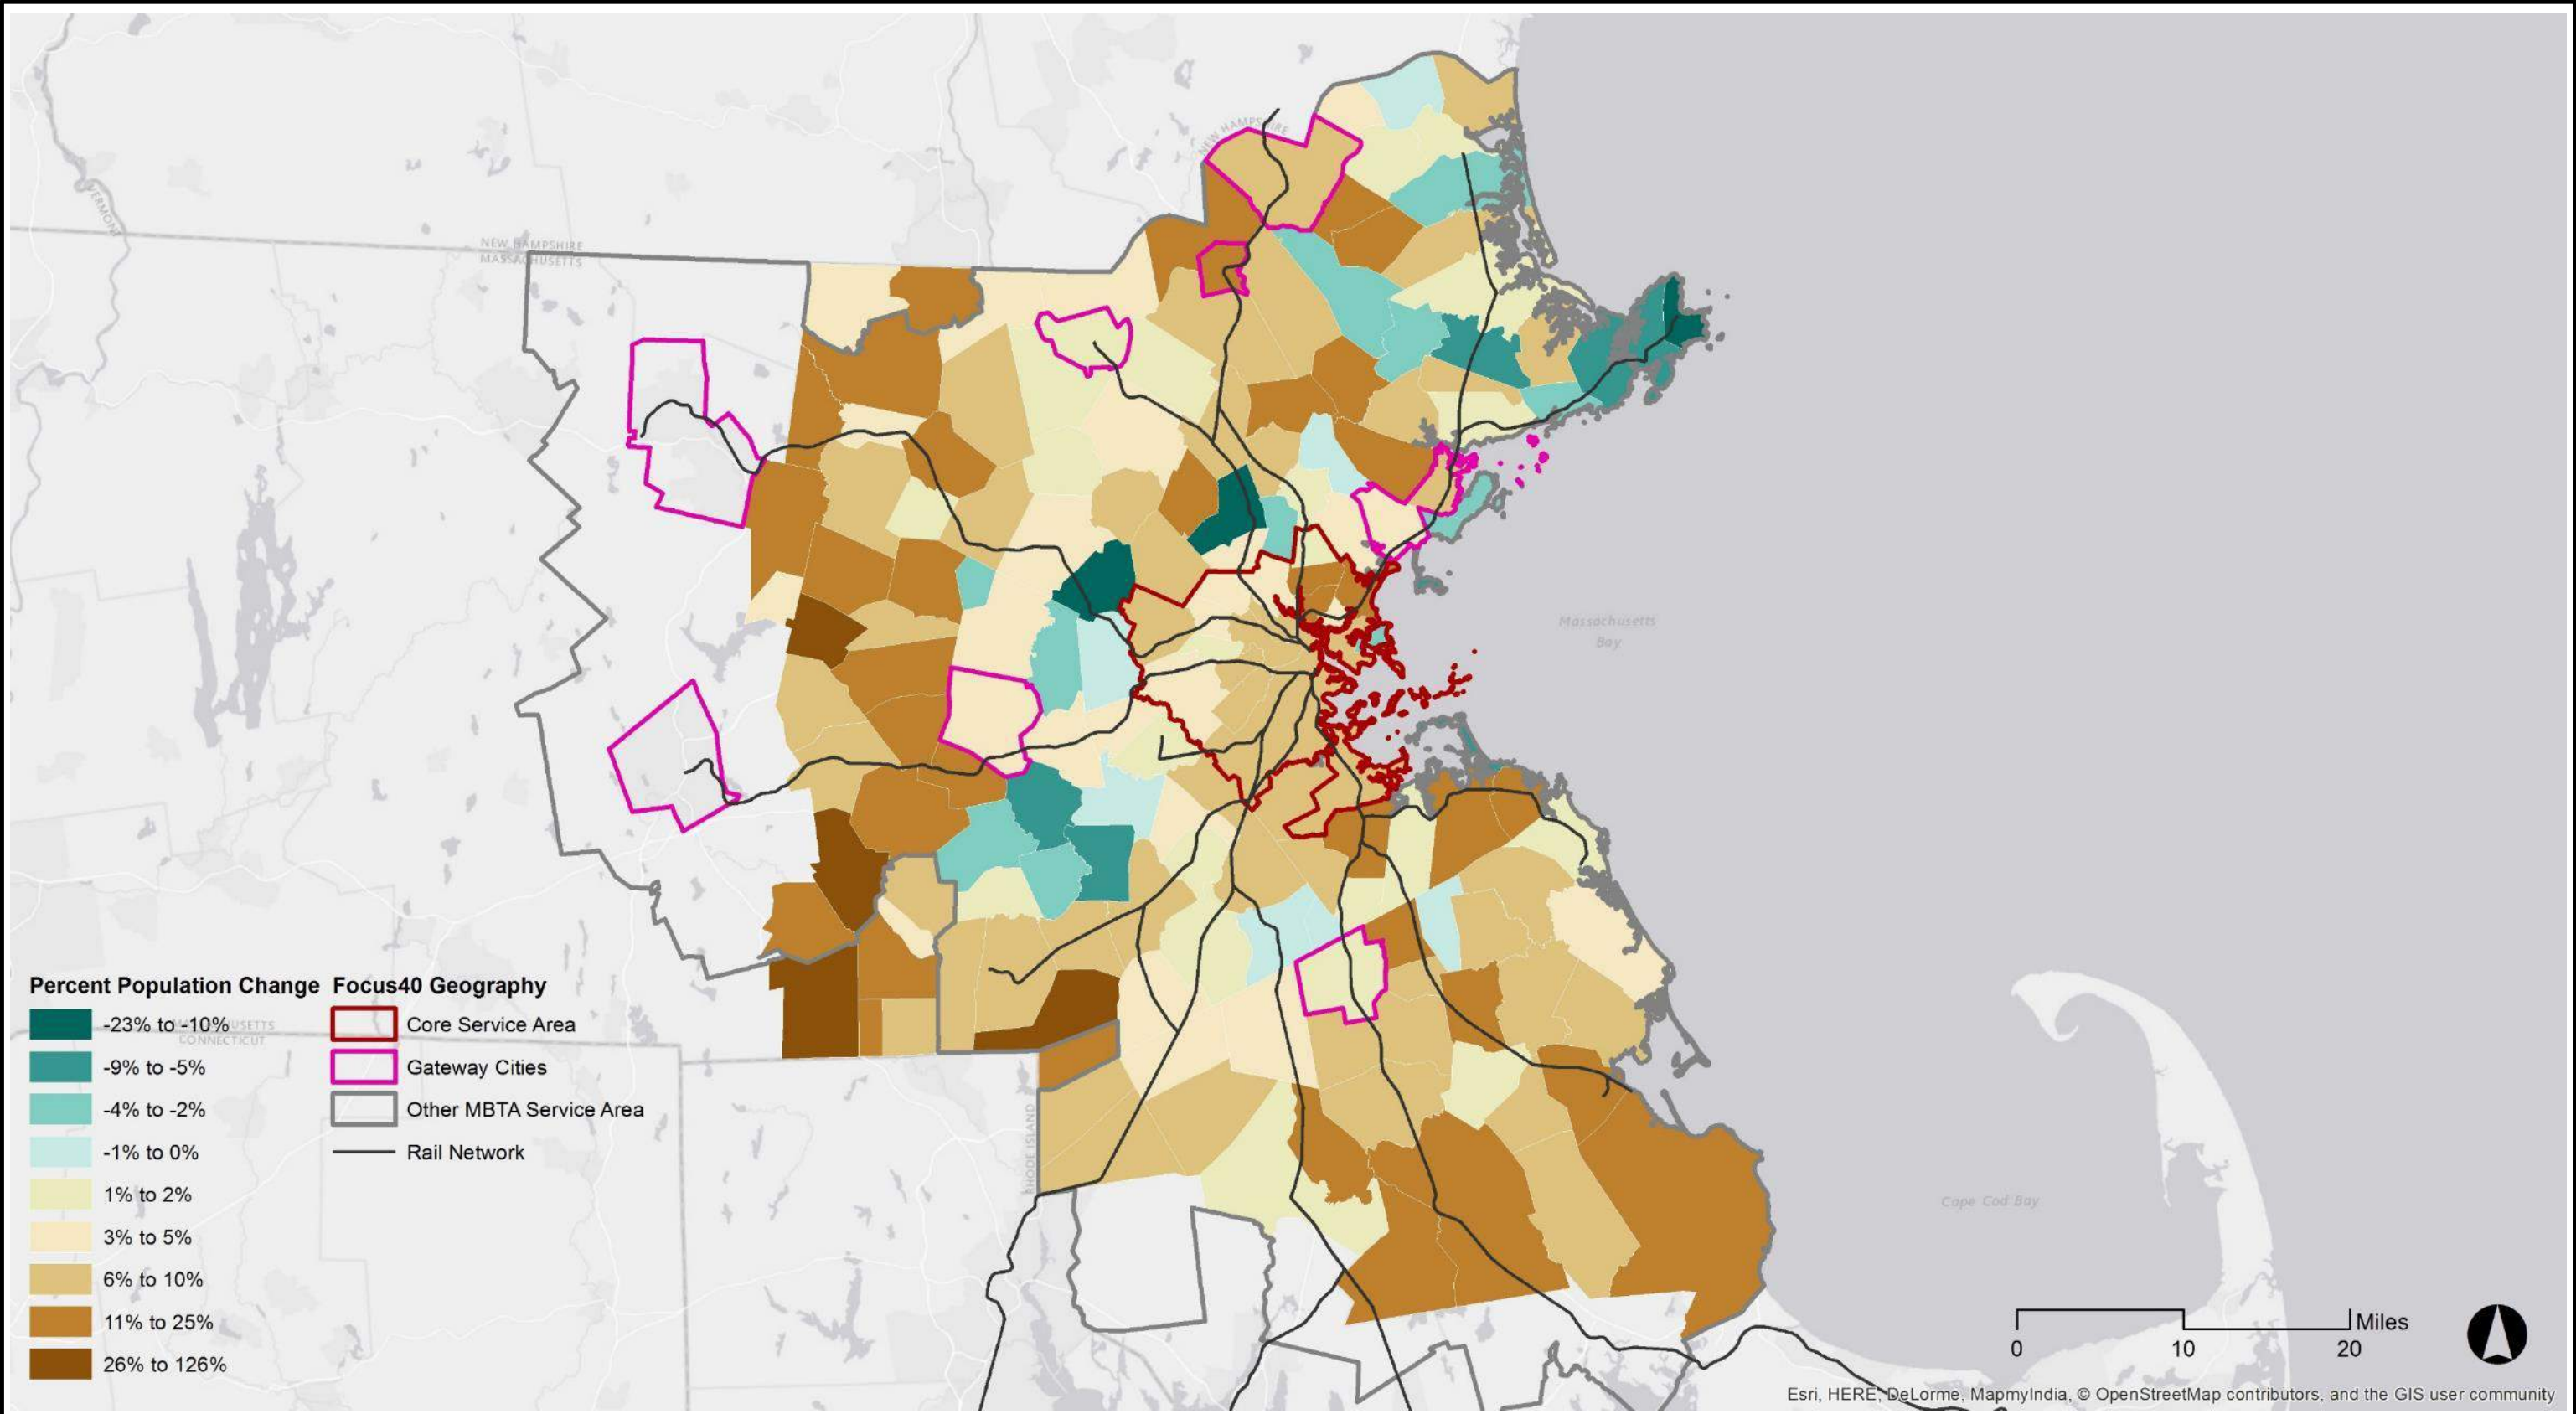 NEW HAMPSHIRE
VERMONT
NEW HAMPSHIRE
MASSACHUSETTS
Massachusetts
Bay
Percent Population Change
-23% to -10%
-9% to -5%
-4% to -2%
-1% to 0%
1% to 2%
3% to 5%
6% to 10%
11% to 25%
26% to 126%
Focus40 Geography
Core Service Area
Gateway Cities
Other MBTA Service Area
Rail Network
CONNECTICUT
RHODE ISLAND
Cape Cod Bay
Miles
0 10 20
Esri, HERE, DeLorme, MapmyIndia, © OpenStreetMap contributors, and the GIS user community